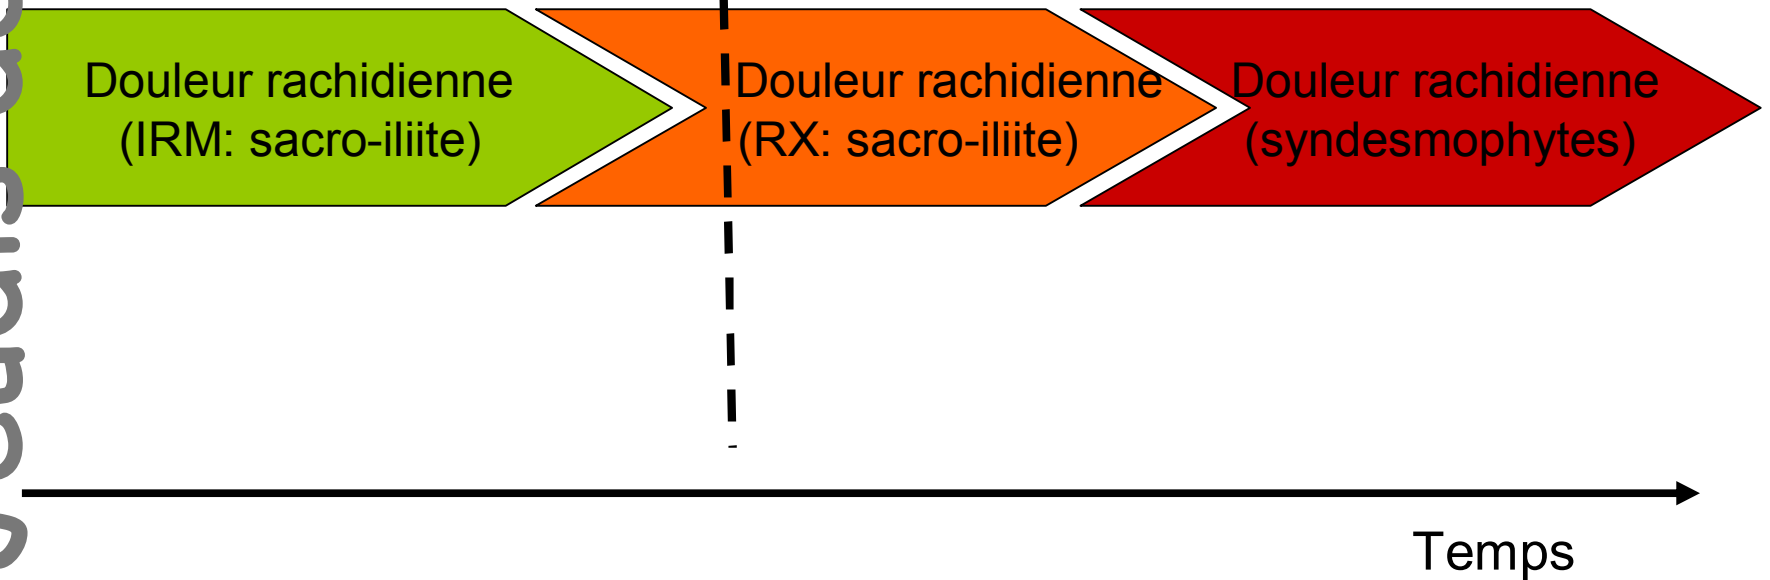 Douleur rachidienne
(IRM: sacro-iliite)
Douleur rachidienne
(RX: sacro-iliite)
Douleur rachidienne
(syndesmophytes)
Temps